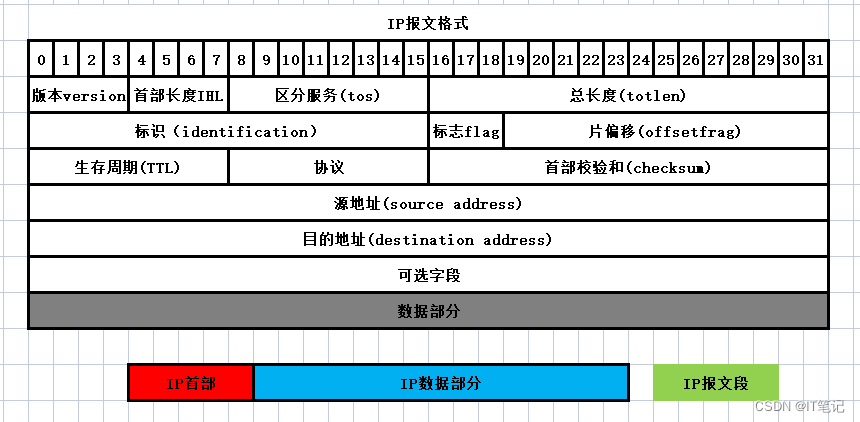 IP报文格式
0 1 2 3 4 5 6 7 8 9 10 11 12 13 14 15 16 17 18 19 20 21 22 23 24 25 26 27 28 29 30 31
版本version 首部长度IHL 区分服务(tos) 总长度(totlen)
标识（identification） 标志flag 片偏移(offsetfrag)
生存周期(TTL) 协议 首部校验和(checksum)
源地址(source address)
目的地址(destination address)
可选字段
数据部分
IP首部 IP数据部分 IP报文段
CSDN @IT笔记